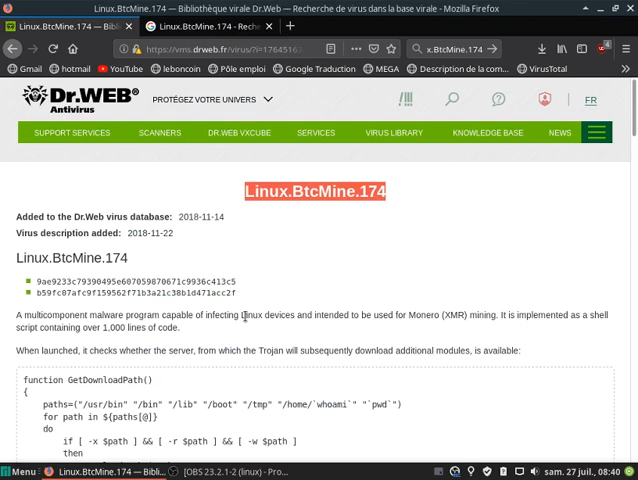 Linux.BtcMine.174 — Bibliothèque virale Dr.Web — Recherche de virus dans la base virale - Mozilla Firefox
Linux.BtcMine.174 — Bibli
Linux.BtcMine.174 - Reche
https://vms.drweb.fr/virus/?i=1764516
x.BtcMine.174
4
Gmail hotmail YouTube leboncoin Pôle emploi Google Traduction MEGA Description de la com... VirusTotal
Dr.WEB®
Antivirus
PROTÉGEZ VOTRE UNIVERS
FR
SUPPORT SERVICES SCANNERS DR.WEB VXCUBE SERVICES VIRUS LIBRARY KNOWLEDGE BASE NEWS
Linux.BtcMine.174
Added to the Dr.Web virus database: 2018-11-14
Virus description added: 2018-11-22
Linux.BtcMine.174
9ae9233c79390495e607059870671c9936c413c5
b59fc07afc9f159562f71b3a21c38b1d471acc2f
A multicomponent malware program capable of infecting Linux devices and intended to be used for Monero (XMR) mining. It is implemented as a shell
script containing over 1,000 lines of code.
When launched, it checks whether the server, from which the Trojan will subsequently download additional modules, is available:
function GetDownloadPath()
{
paths=("/usr/bin" "/bin" "/lib" "/boot" "/tmp" "/home/`whoami`" "`pwd`")
for path in ${paths[@]}
do
if [ -x $path ] && [ -r $path ] && [ -w $path ]
then
Menu
Linux.BtcMine.174 — Bibli...
[OBS 23.2.1-2 (linux) - Pro...
sam. 27 juil., 08:40